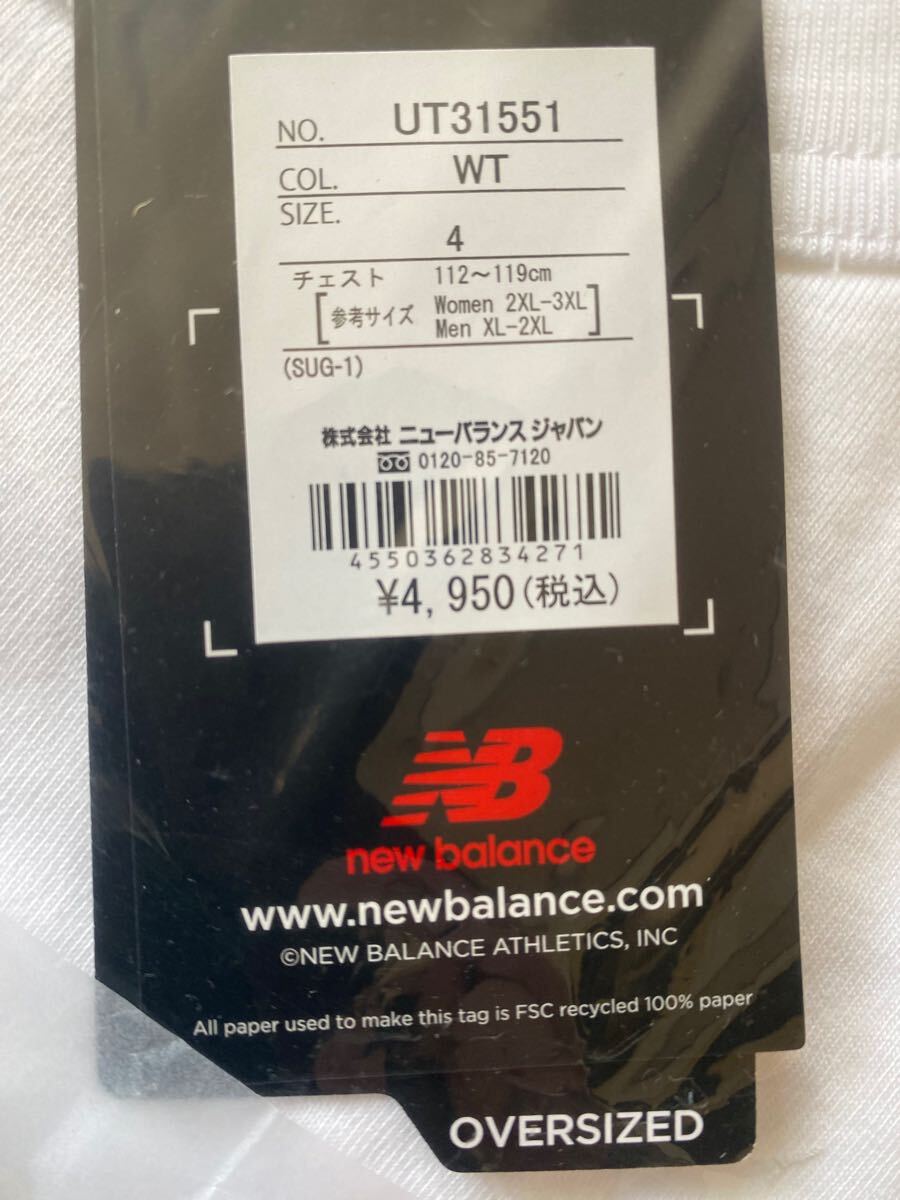 NO. UT31551
COL. WT
SIZE.
4
チェスト 112～119cm
[参考サイズ Women 2XL-3XL
Men XL-2XL]
(SUG-1)
株式会社 ニューバランス ジャパン
0120-85-7120
4550362834271
¥4,950(税込)
NB
new balance
www.newbalance.com
©NEW BALANCE ATHLETICS, INC
All paper used to make this tag is FSC recycled 100% paper
OVERSIZED